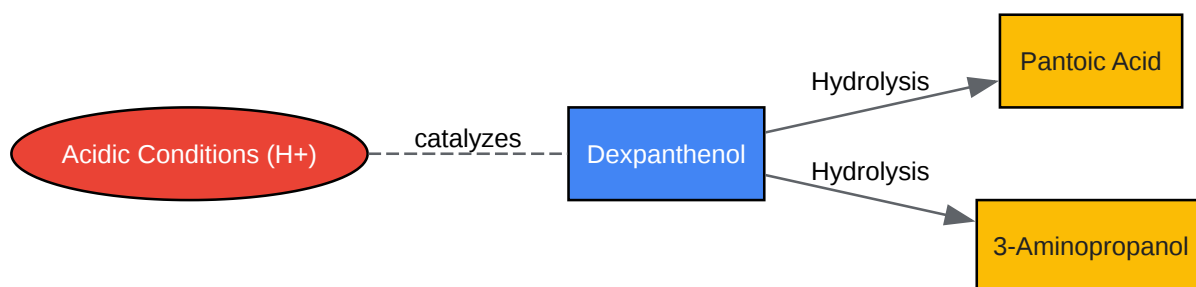 Acidic Conditions (H+)
catalyzes
Dexpanthenol
Hydrolysis
Pantoic Acid
Hydrolysis
3-Aminopropanol